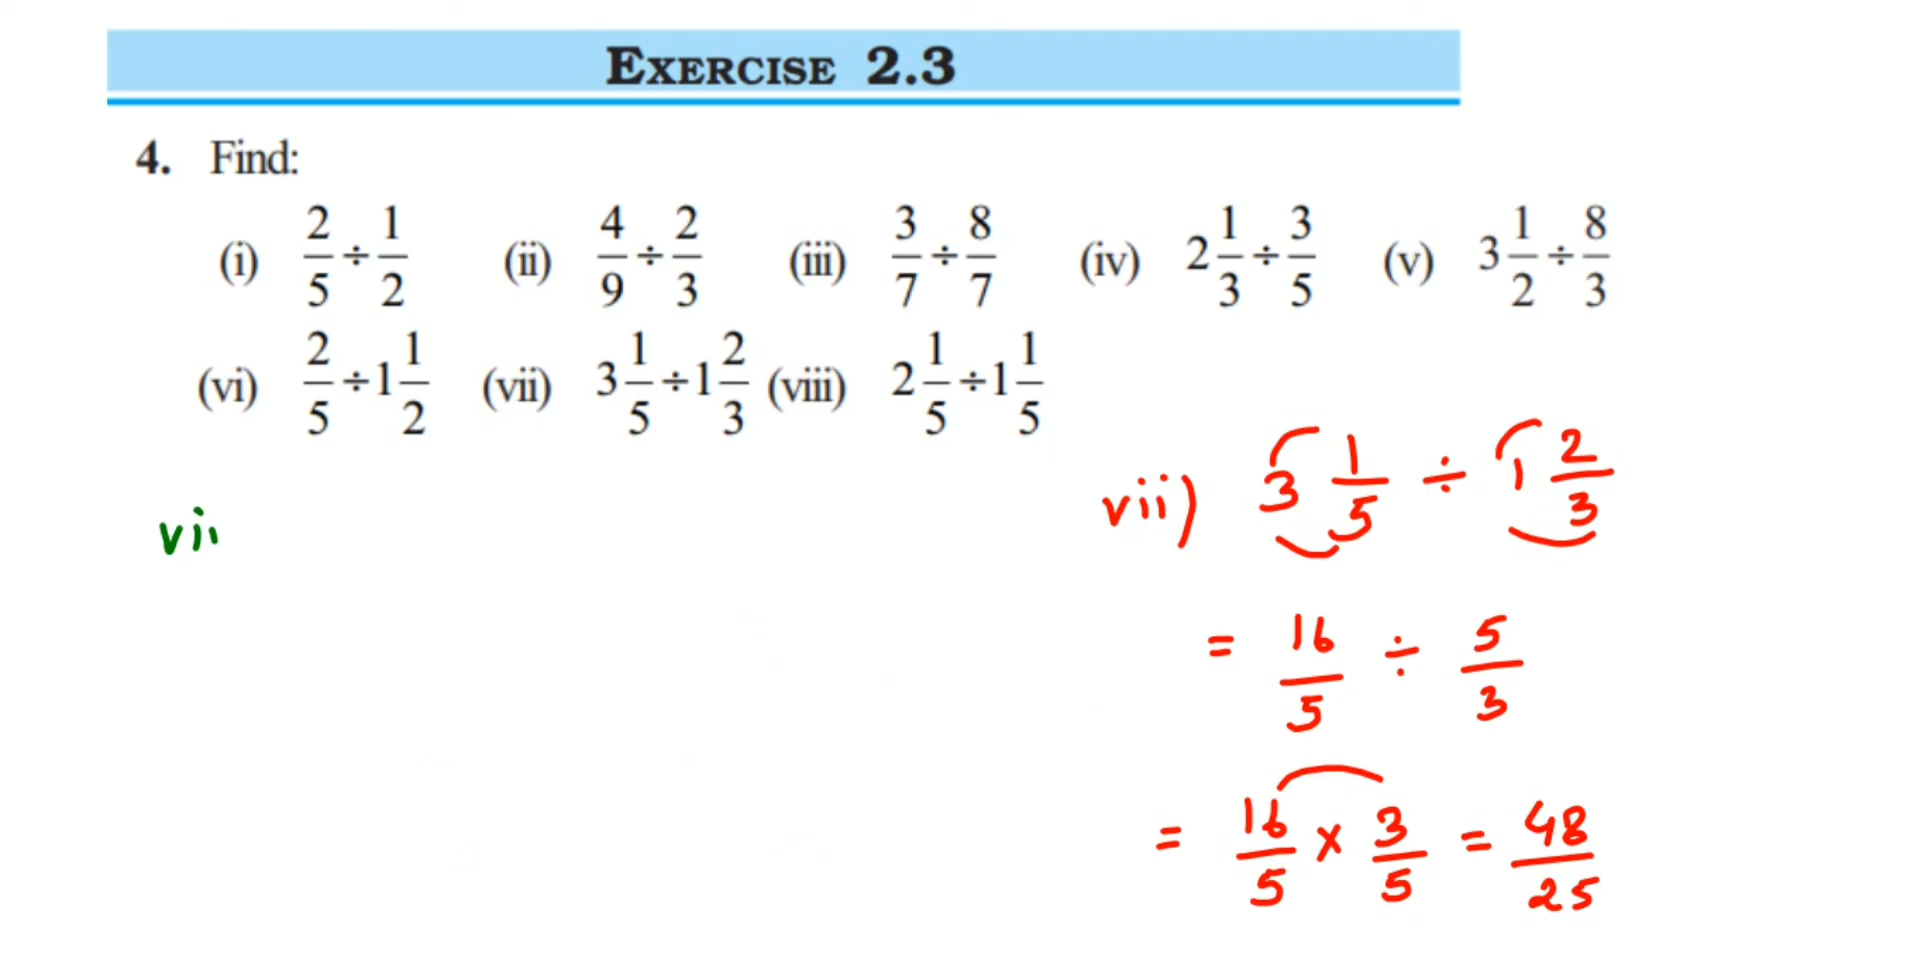 EXERCISE 2.3
4. Find:
(i) 2/5 ÷ 1/2 (ii) 4/9 ÷ 2/3 (iii) 3/7 ÷ 8/7 (iv) 2 1/3 ÷ 3/5 (v) 3 1/2 ÷ 8/3
(vi) 2/5 ÷ 1 1/2 (vii) 3 1/5 ÷ 1 2/3 (viii) 2 1/5 ÷ 1 1/5
vii) 3 1/5 ÷ 1 2/3
= 16/5 ÷ 5/3
= 16/5 × 3/5 = 48/25
vii